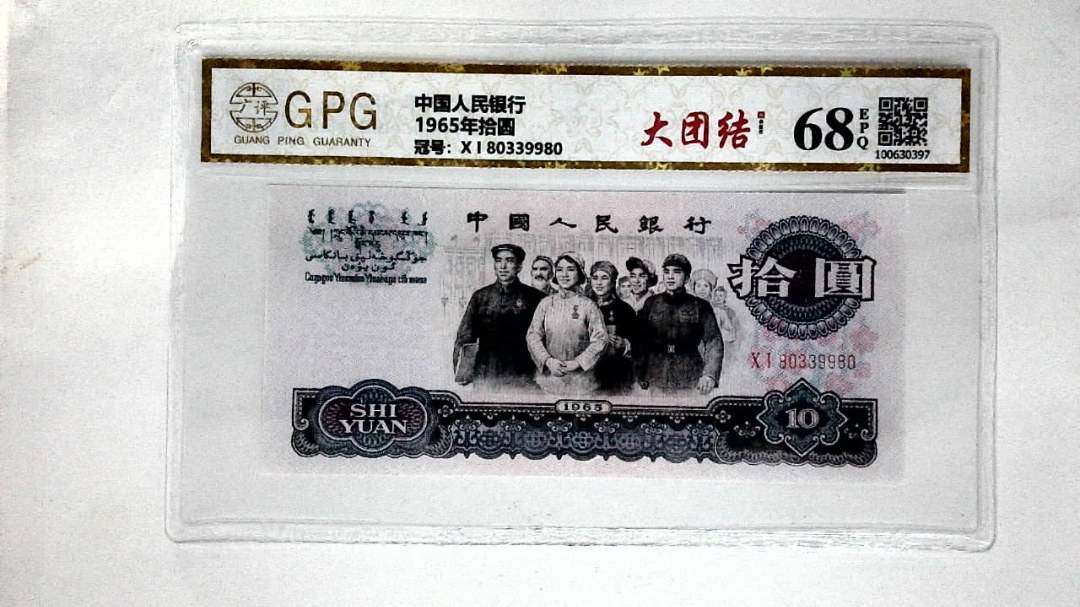 广评
GPG
GUANG PING GUARANTY
中国人民银行
1965年拾圆
冠号: X I 80339980
大团结
68
EPQ
100630397
中國人民銀行
拾圓
X I 80339980
1965
SHI
YUAN
10